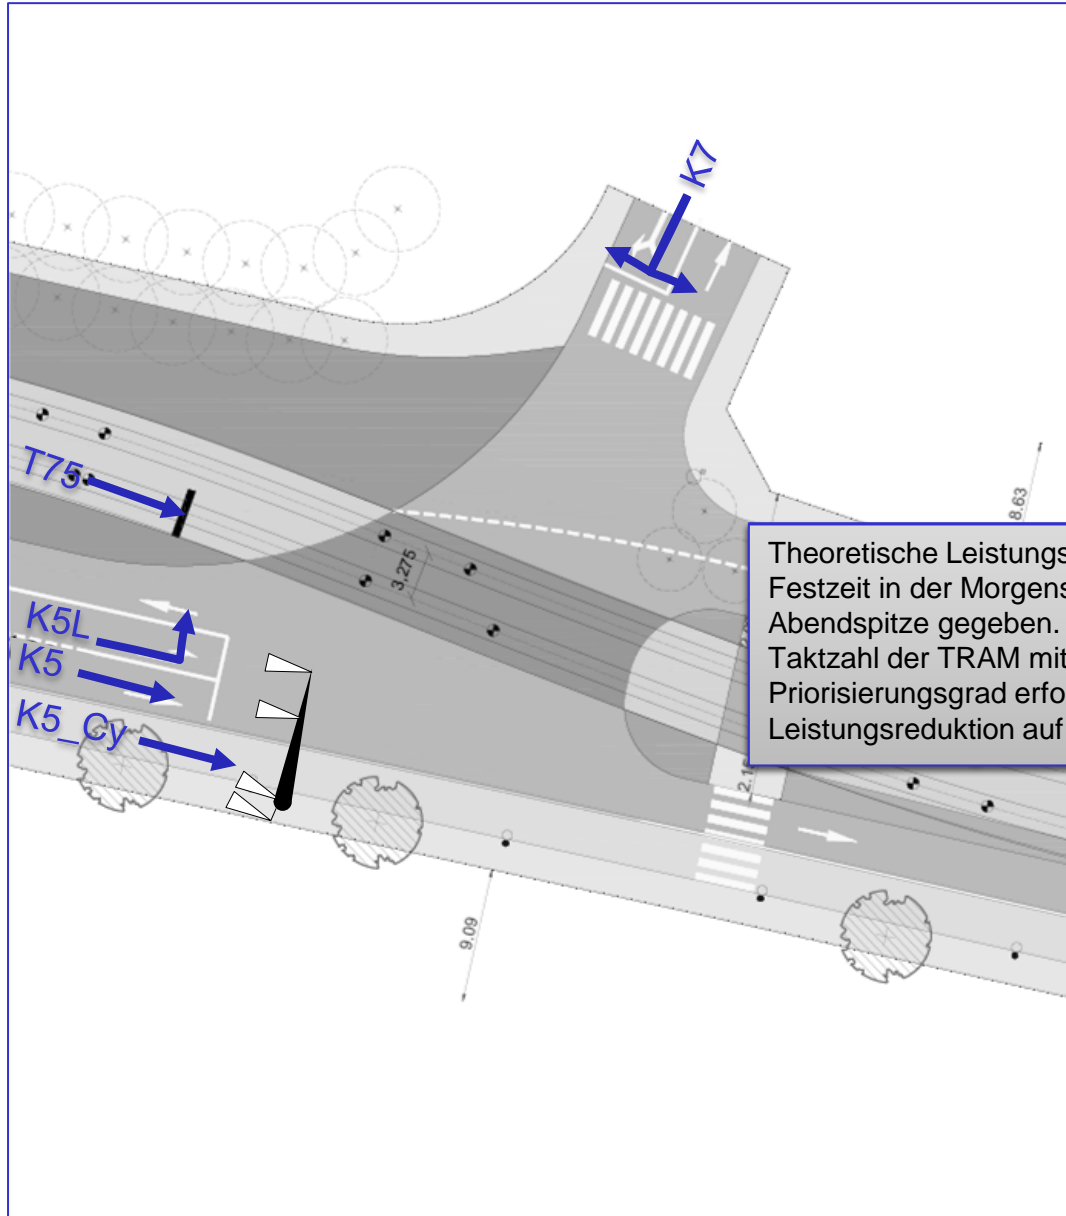 K7
T75
8.63
3,275
Theoretische Leistungs
Festzeit in der Morgens
Abendspitze gegeben.
Taktzahl der TRAM mit
Priorisierungsgrad erfo
Leistungsreduktion auf
K5L
K5
K5_Cy
9.09